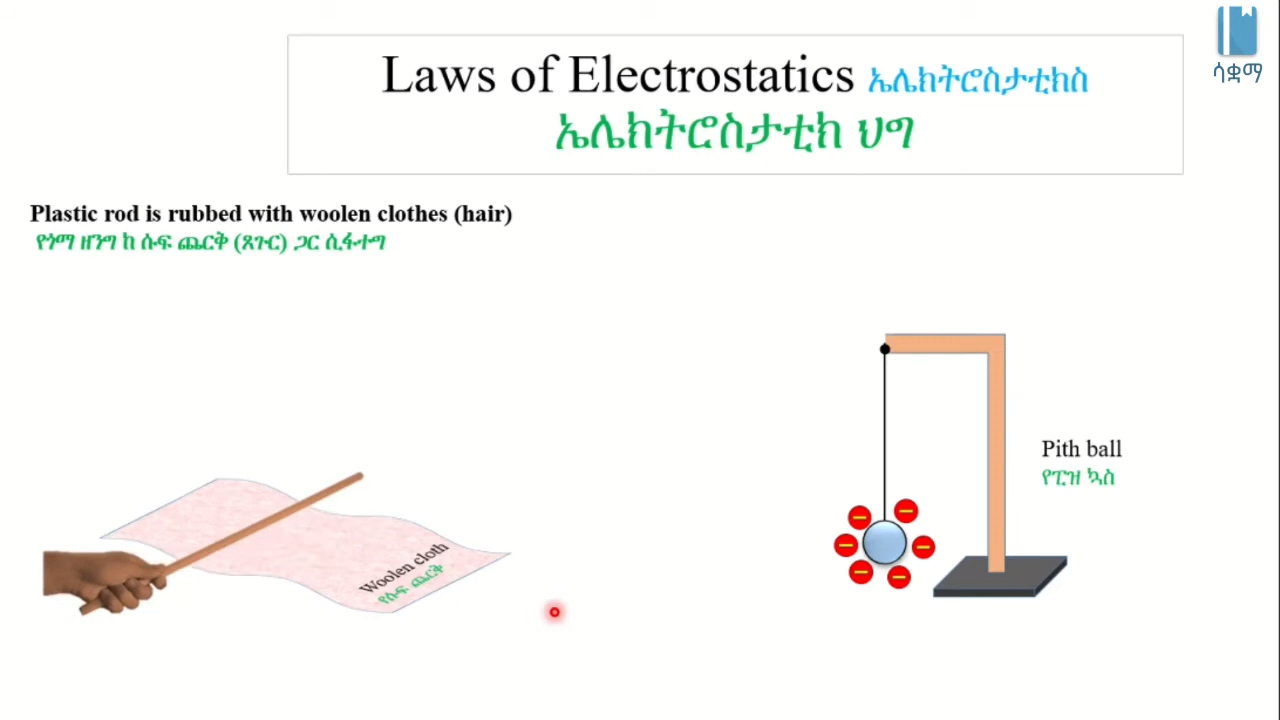 Laws of Electrostatics ኤሌክትሮስታቲክስ
ኤሌክትሮስታቲክ ህግ
ሳቋማ
Plastic rod is rubbed with woolen clothes (hair)
የጎማ ዘንግ ከ ሱፍ ጨርቅ (ጸጉር) ጋር ሲፋተግ
Pith ball
የፒዝ ኳስ
Woolen cloth
የሱፍ ጨርቅ